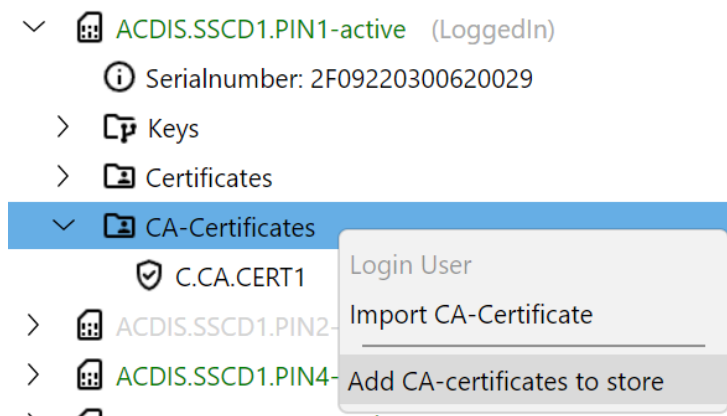 ACDIS.SSCD1.PIN1-active (LoggedIn)
Serialnumber: 2F09220300620029
Keys
Certificates
CA-Certificates
Login User
C.CA.CERT1
Import CA-Certificate
ACDIS.SSCD1.PIN2-
ACDIS.SSCD1.PIN4-
Add CA-certificates to store